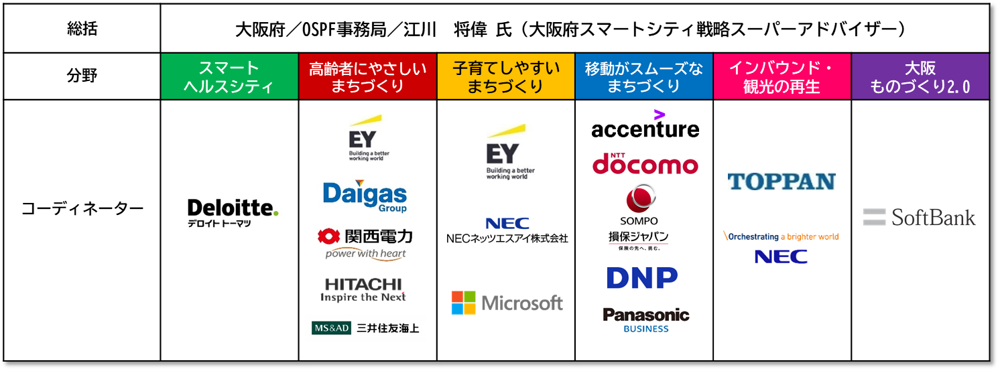 総括
大阪府／OSPF事務局／江川　将偉 氏（大阪府スマートシティ戦略スーパーアドバイザー）
分野
スマート
ヘルスシティ
高齢者にやさしい
まちづくり
子育てしやすい
まちづくり
移動がスムーズな
まちづくり
インバウンド・
観光の再生
大阪
ものづくり2.0
コーディネーター
Deloitte.
デロイト トーマツ
EY
Building a better
working world
Daigas
Group
関西電力
power with heart
HITACHI
Inspire the Next
MS&AD 三井住友海上
EY
Building a better
working world
NEC
NECネッツエスアイ株式会社
Microsoft
accenture
NTT
docomo
SOMPO
損保ジャパン
保険の先へ、挑む。
DNP
Panasonic
BUSINESS
TOPPAN
\Orchestrating a brighter world
NEC
SoftBank